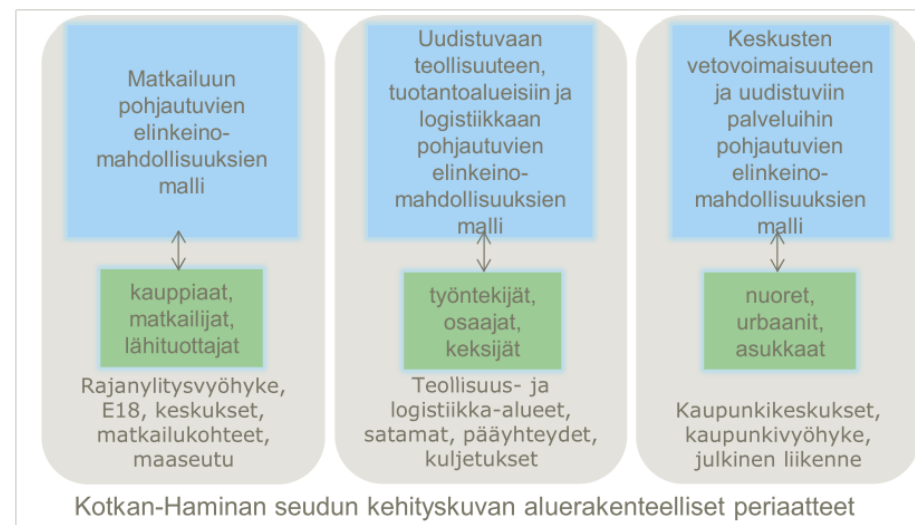 Matkailuun
pohjautuvien
elinkeino-
mahdollisuuksien
malli
kauppiaat,
matkailijat,
lähituottajat
Rajanylitysvyöhyke,
E18, keskukset,
matkailukohteet,
maaseutu
Uudistuvaan
teollisuuteen,
tuotantoalueisiin ja
logistiikkaan
pohjautuvien
elinkeino-
mahdollisuuksien
malli
työntekijät,
osaajat,
keksijät
Teollisuus- ja
logistiikka-alueet,
satamat, pääyhteydet,
kuljetukset
Keskusten
vetovoimaisuuteen
ja uudistuviin
palveluihin
pohjautuvien
elinkeino-
mahdollisuuksien
malli
nuoret,
urbaanit,
asukkaat
Kaupunkikeskukset,
kaupunkivyöhyke,
julkinen liikenne
Kotkan-Haminan seudun kehityskuvan aluerakenteelliset periaatteet